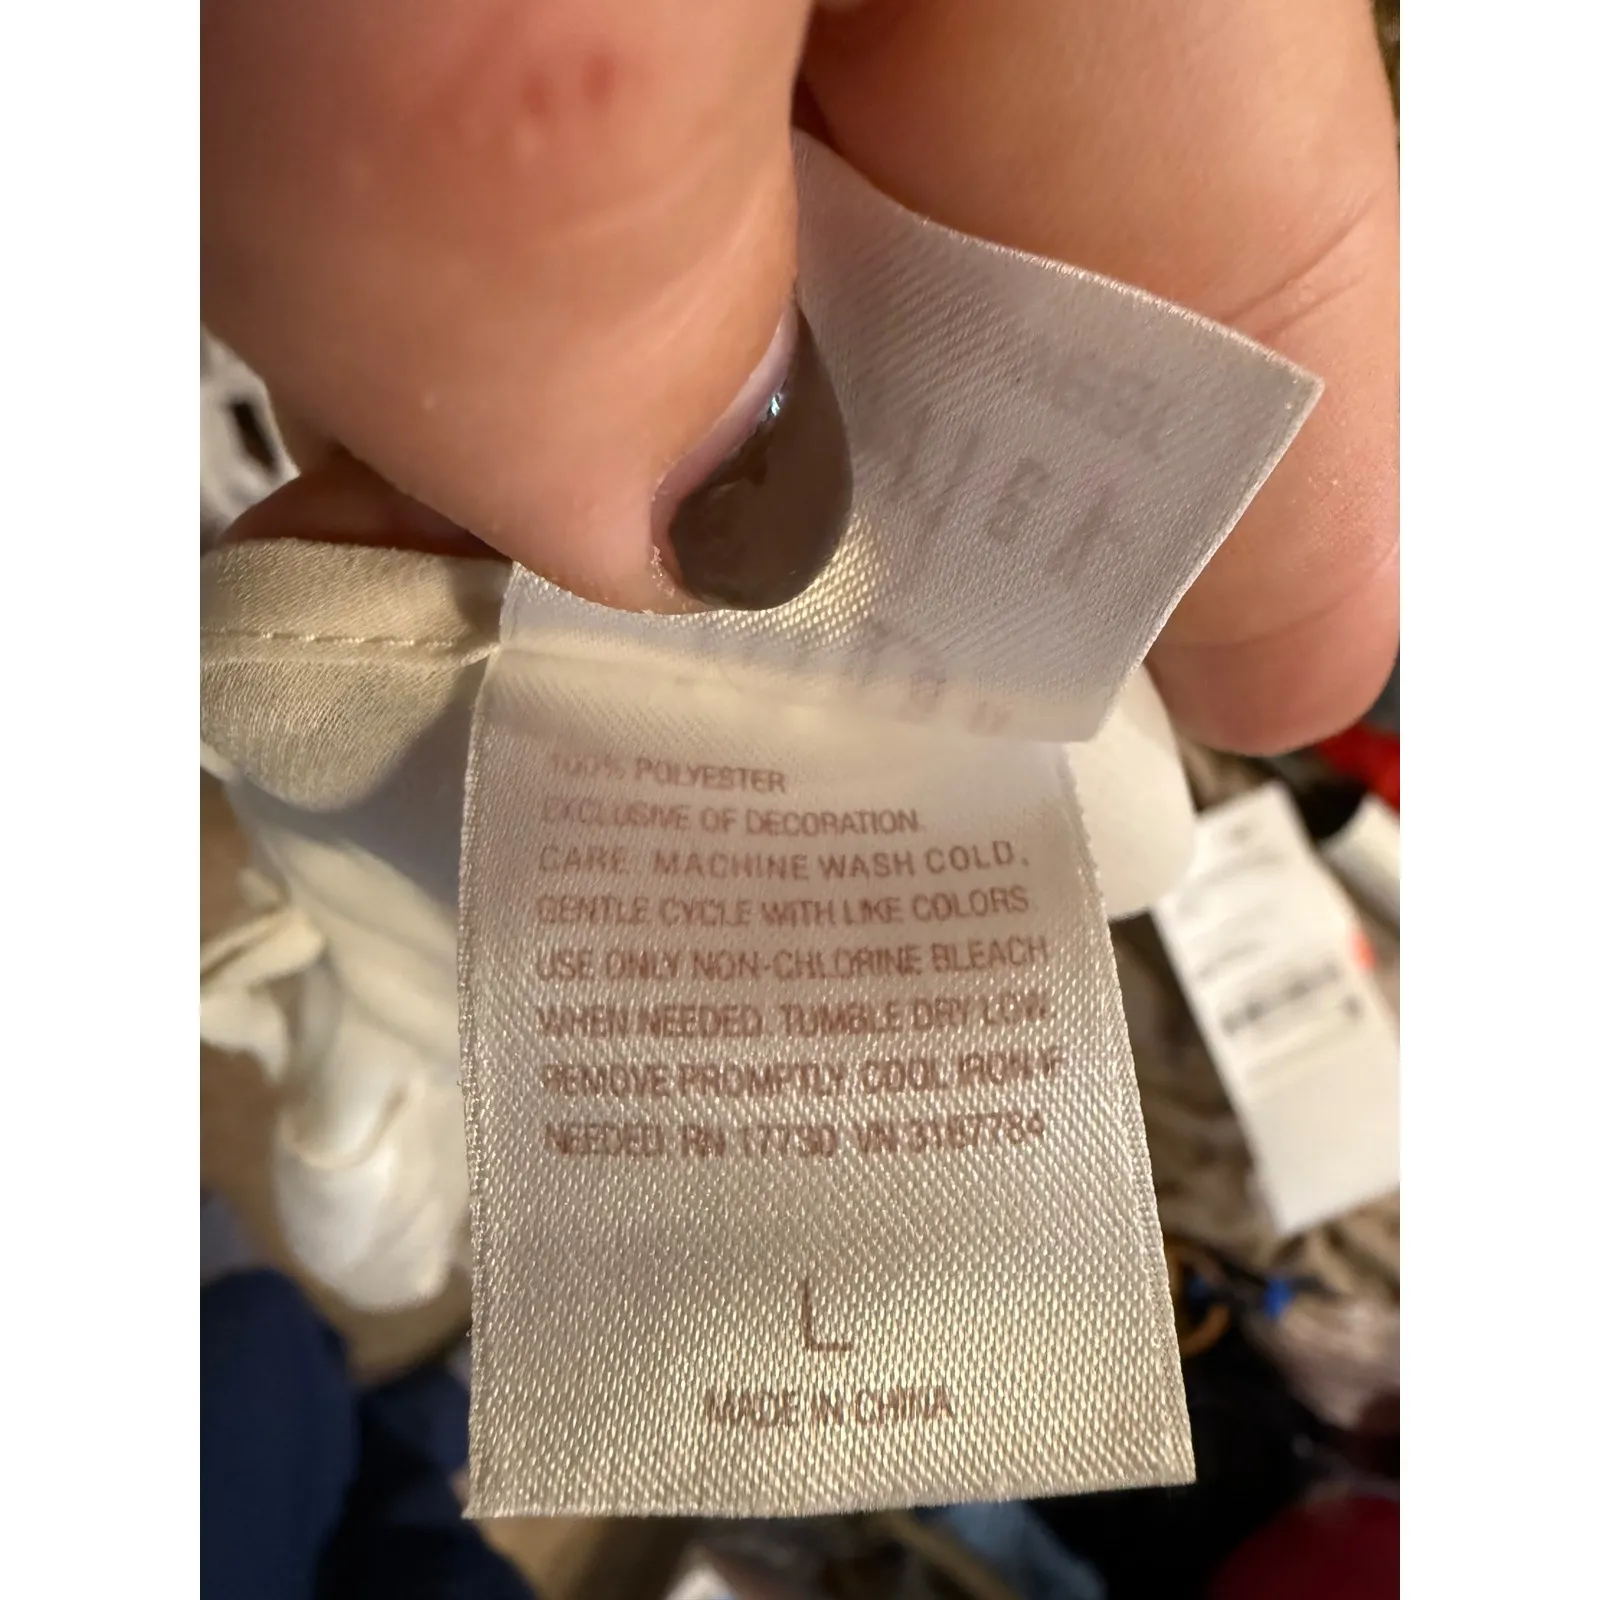 100% POLYESTER
EXCLUSIVE OF DECORATION.
CARE: MACHINE WASH COLD,
GENTLE CYCLE WITH LIKE COLORS
USE ONLY NON-CHLORINE BLEACH
WHEN NEEDED. TUMBLE DRY LOW.
REMOVE PROMPTLY. COOL IRON IF
NEEDED. RN 17730 VN
L
MADE IN CHINA